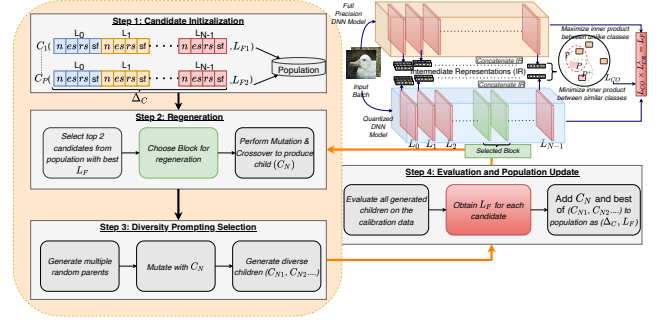 Step 1: Candidate Initizalization
L0 L1 LN-1
C1( n es rs sf n es rs sf · · · · · n es rs sf ,LF1)
CP( n es rs sf n es rs sf · · · · · n es rs sf ,LF2)
Population
ΔC
Step 2: Regeneration
Select top 2
candidates from
population with best
LF
Choose Block for
regeneration
Perform Mutation &
Crossover to produce
child (CN)
Step 3: Diversity Prompting Selection
Generate multiple
random parents
Mutate with CN
Generate diverse
children (CN1, CN2....)
Full
Precision DNN
Model
Input
Batch
Quantized
DNN Model
Concatenate IR
Intermediate Representations (IR)
Concatenate IR
L0 L1 L2 LN−1
Selected Block
Maximize inner product
between unlike classes
LCO
Minimize inner product
between similar classes
Step 4: Evaluation and Population Update
Evaluate all generated
children on the
calibration data
Obtain LF for each
candidate
Add CN and best
of (CN1, CN2....) to
population as (ΔC, LF)